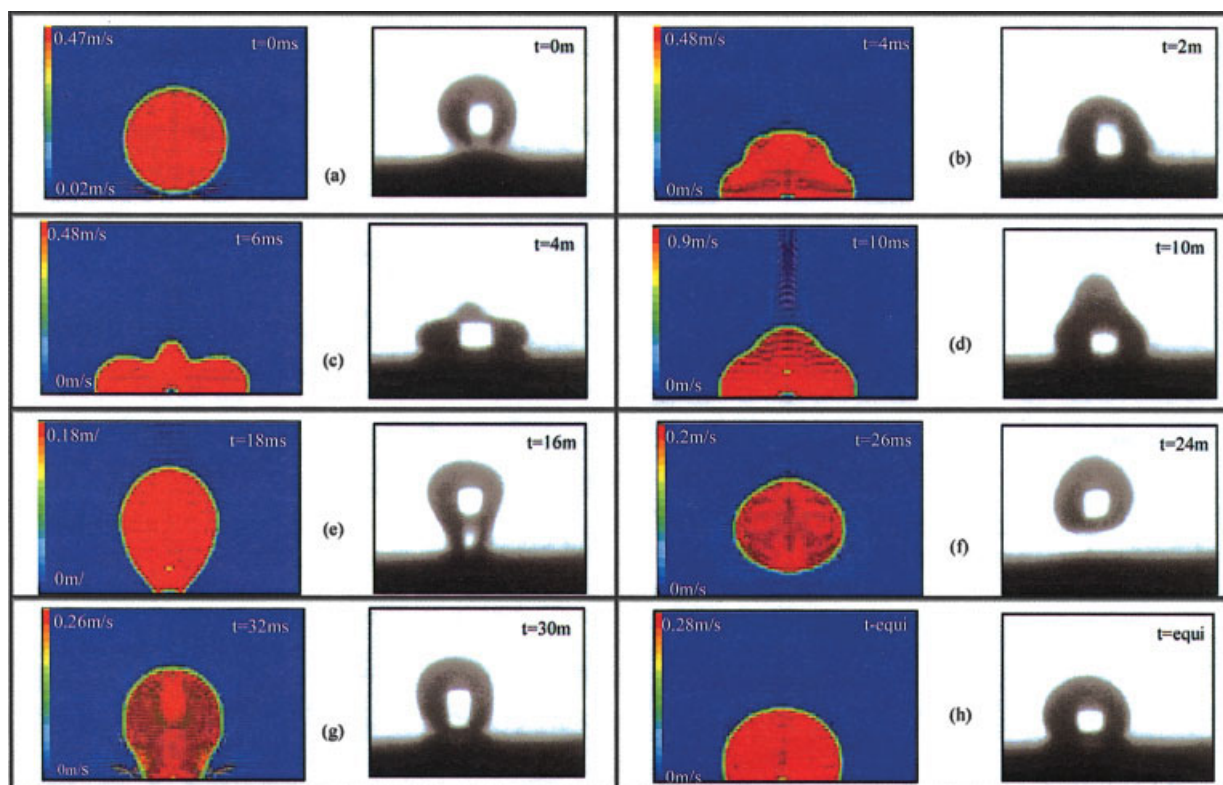 0.47m/s t=0ms
t=0m
0.02m/s
(a)
0.48m/s t=4ms
t=2m
0m/s
(b)
0.48m/s t=6ms
t=4m
0m/s
(c)
0.9m/s t=10ms
t=10m
0m/s
(d)
0.18m/ t=18ms
t=16m
0m/
(e)
0.2m/s t=26ms
t=24m
0m/s
(f)
0.26m/s t=32ms
t=30m
0m/s
(g)
0.28m/s t-equi
t=equi
0m/s
(h)